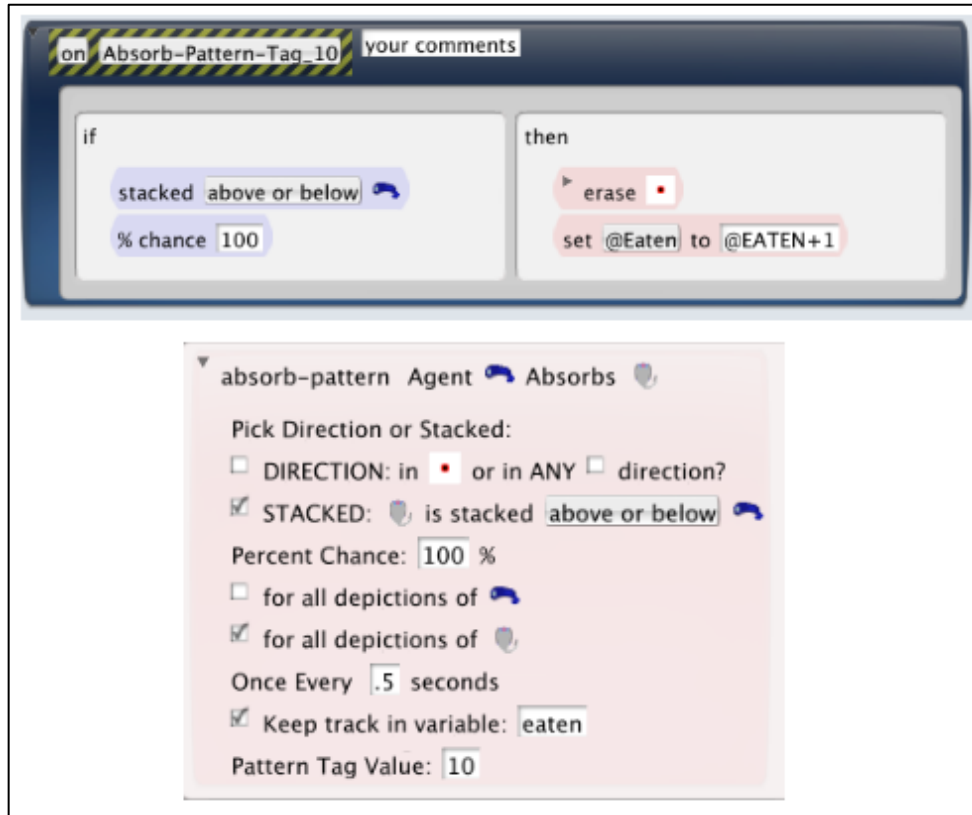 on Absorb-Pattern-Tag_10 your comments
if
stacked above or below
% chance 100
then
erase
set @Eaten to @EATEN+1
absorb-pattern Agent Absorbs
Pick Direction or Stacked:
DIRECTION: in or in ANY direction?
STACKED: is stacked above or below
Percent Chance: 100 %
for all depictions of
for all depictions of
Once Every .5 seconds
Keep track in variable: eaten
Pattern Tag Value: 10